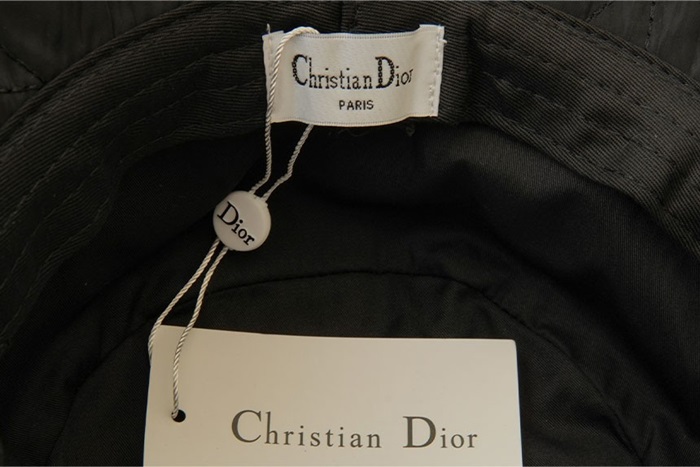 Christian Dior
PARIS
Dior
Christian Dior